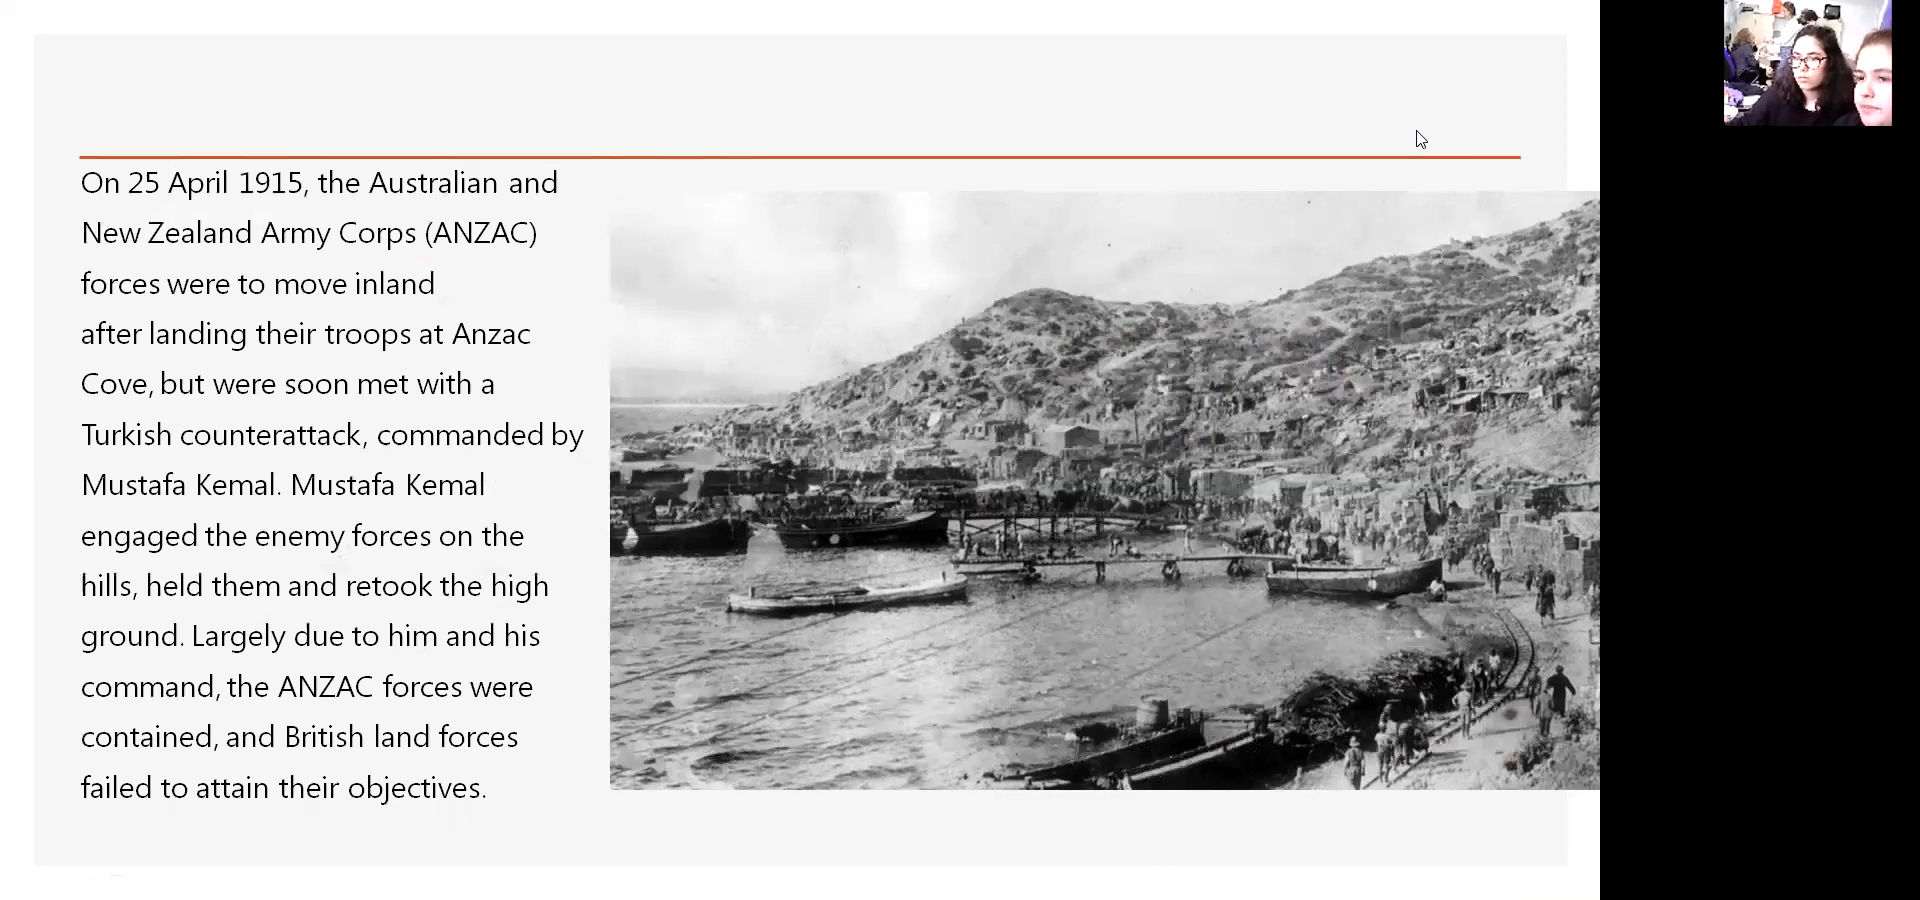 On 25 April 1915, the Australian and
New Zealand Army Corps (ANZAC)
forces were to move inland
after landing their troops at Anzac
Cove, but were soon met with a
Turkish counterattack, commanded by
Mustafa Kemal. Mustafa Kemal
engaged the enemy forces on the
hills, held them and retook the high
ground. Largely due to him and his
command, the ANZAC forces were
contained, and British land forces
failed to attain their objectives.